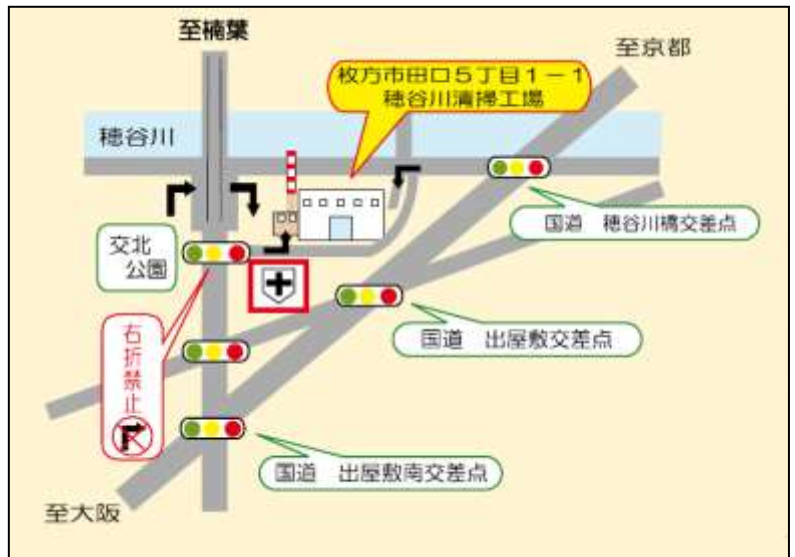 至楠葉
至京都
枚方市田口5丁目1－1
穂谷川清掃工場
穂谷川
国道　穂谷川橋交差点
交北
公園
国道　出屋敷交差点
右折禁止
国道　出屋敷南交差点
至大阪